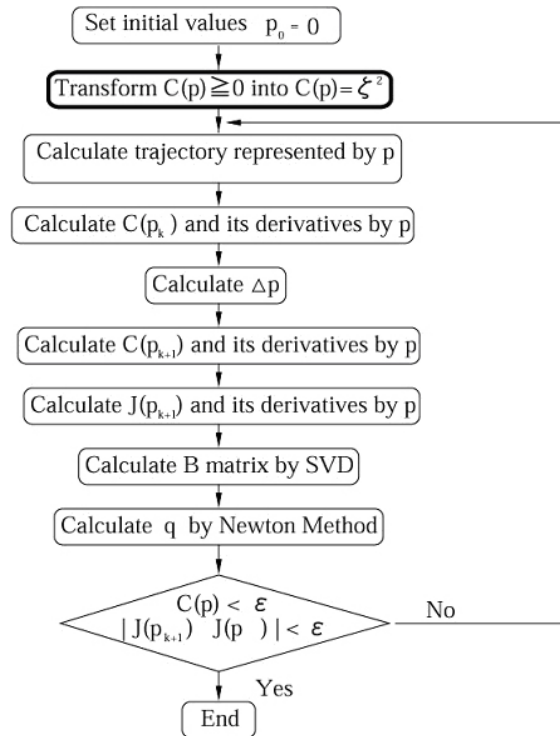 Set initial values p₀ = 0
Transform C(p)≧0 into C(p)=ζ²
Calculate trajectory represented by p
Calculate C(pₖ) and its derivatives by p
Calculate △p
Calculate C(pₖ₊₁) and its derivatives by p
Calculate J(pₖ₊₁) and its derivatives by p
Calculate B matrix by SVD
Calculate q by Newton Method
C(p) < ε
|J(pₖ₊₁) J(p )| < ε
No
Yes
End